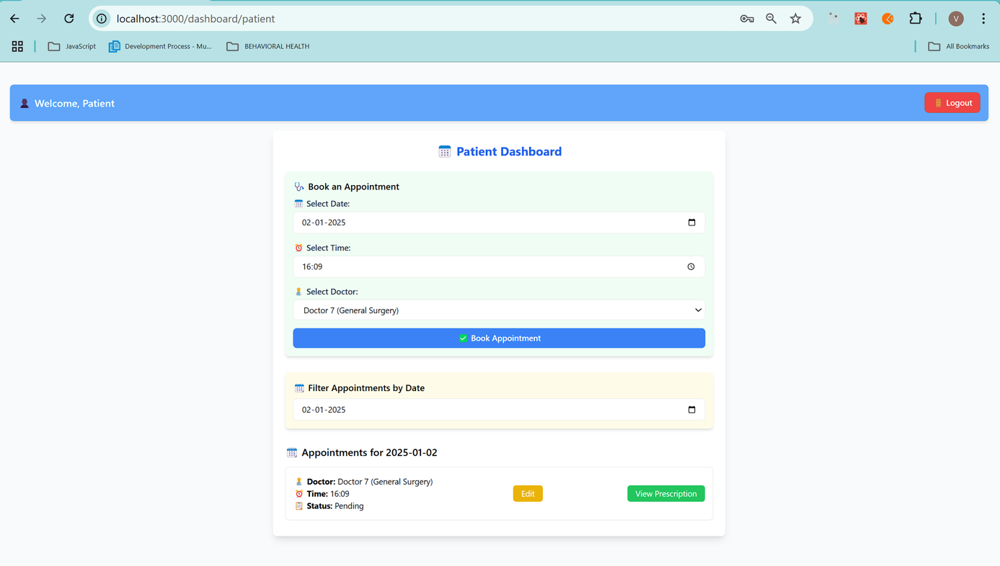 localhost:3000/dashboard/patient
V
JavaScript
Development Process - Mu...
BEHAVIORAL HEALTH
All Bookmarks
Welcome, Patient
Logout
Patient Dashboard
Book an Appointment
Select Date:
02-01-2025
Select Time:
16:09
Select Doctor:
Doctor 7 (General Surgery)
Book Appointment
Filter Appointments by Date
02-01-2025
Appointments for 2025-01-02
Doctor: Doctor 7 (General Surgery)
Time: 16:09
Status: Pending
Edit
View Prescription